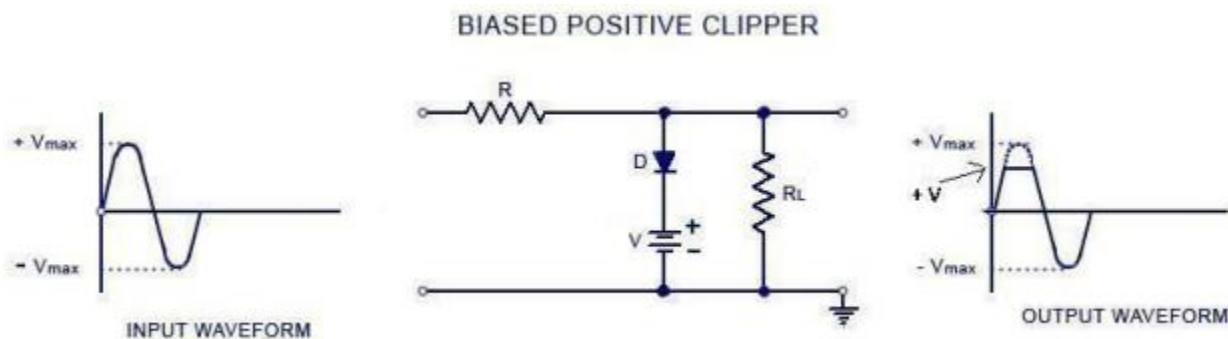 BIASED POSITIVE CLIPPER
+ Vmax
- Vmax
INPUT WAVEFORM
R
D
V
+
-
RL
+ Vmax
+ V
- Vmax
OUTPUT WAVEFORM